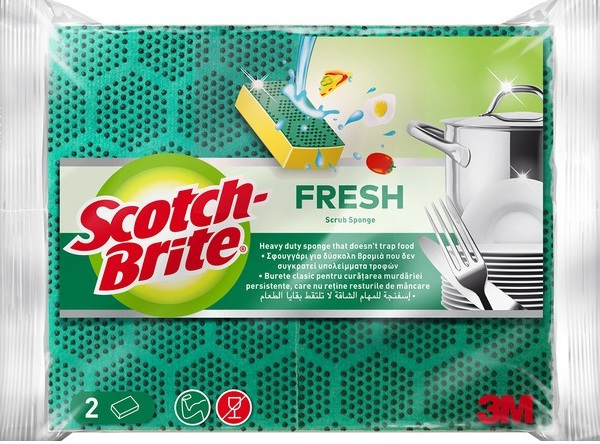 Scotch-
Brite®
FRESH
Scrub Sponge
Heavy duty sponge that doesn't trap food
• Σφουγγάρι για δύσκολη βρομιά που δεν
συγκρατεί υπολείμματα τροφών
• Burete clasic pentru curățarea murdăriei
persistente, care nu reține resturile de mâncare
• إسفنجة للمهام الشاقة لا تلتقط بقايا الطعام
2
3M